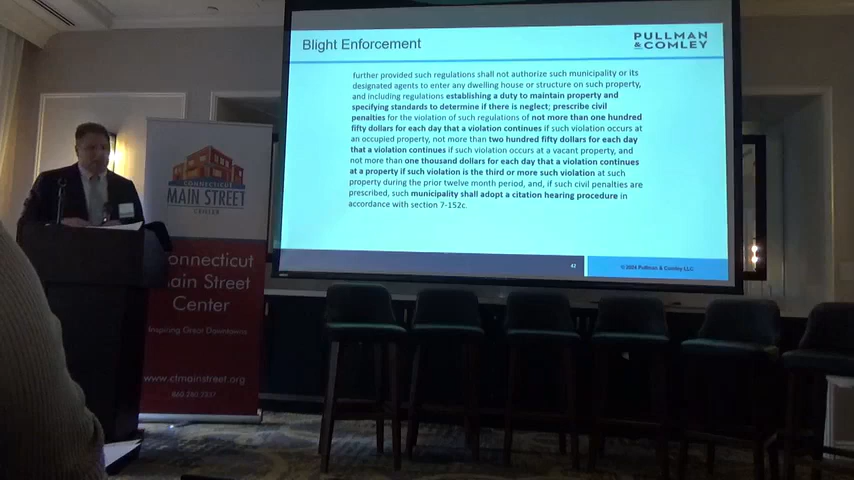 Blight Enforcement
PULLMAN
& COMLEY
further provided such regulations shall not authorize such municipality or its
designated agents to enter any dwelling house or structure on such property,
and including regulations establishing a duty to maintain property and
specifying standards to determine if there is neglect; prescribe civil
penalties for the violation of such regulations of not more than one hundred
fifty dollars for each day that a violation continues if such violation occurs at
an occupied property, not more than two hundred fifty dollars for each day
that a violation continues if such violation occurs at a vacant property, and
not more than one thousand dollars for each day that a violation continues
at a property if such violation is the third or more such violation at such
property during the prior twelve month period, and, if such civil penalties are
prescribed, such municipality shall adopt a citation hearing procedure in
accordance with section 7-152c.
42
© 2024 Pullman & Comley LLC
CONNECTICUT
MAIN STREET
CENTER
onnecticut
ain Street
Center
Inspiring Great Downtowns
www.ctmainstreet.org
860.280.2337